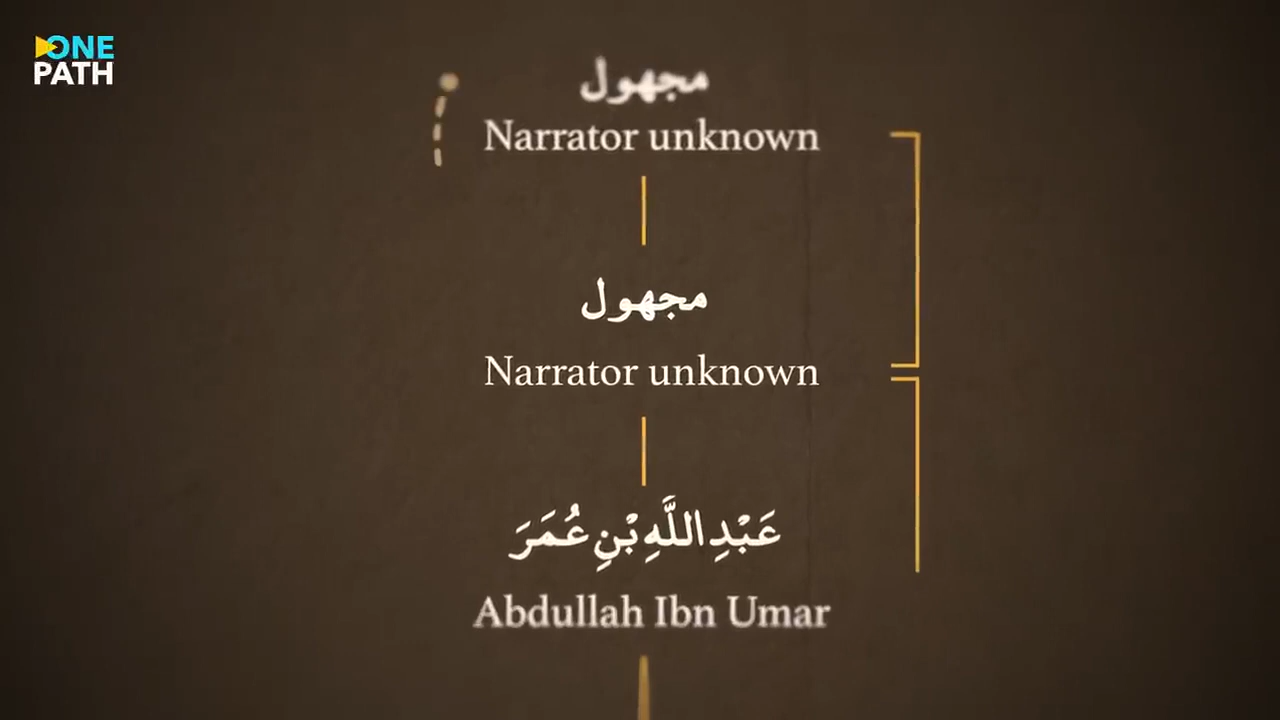 ONE
PATH
مجهول
Narrator unknown
مجهول
Narrator unknown
عَبْدِ اللَّهِ بْنِ عُمَرَ
Abdullah Ibn Umar